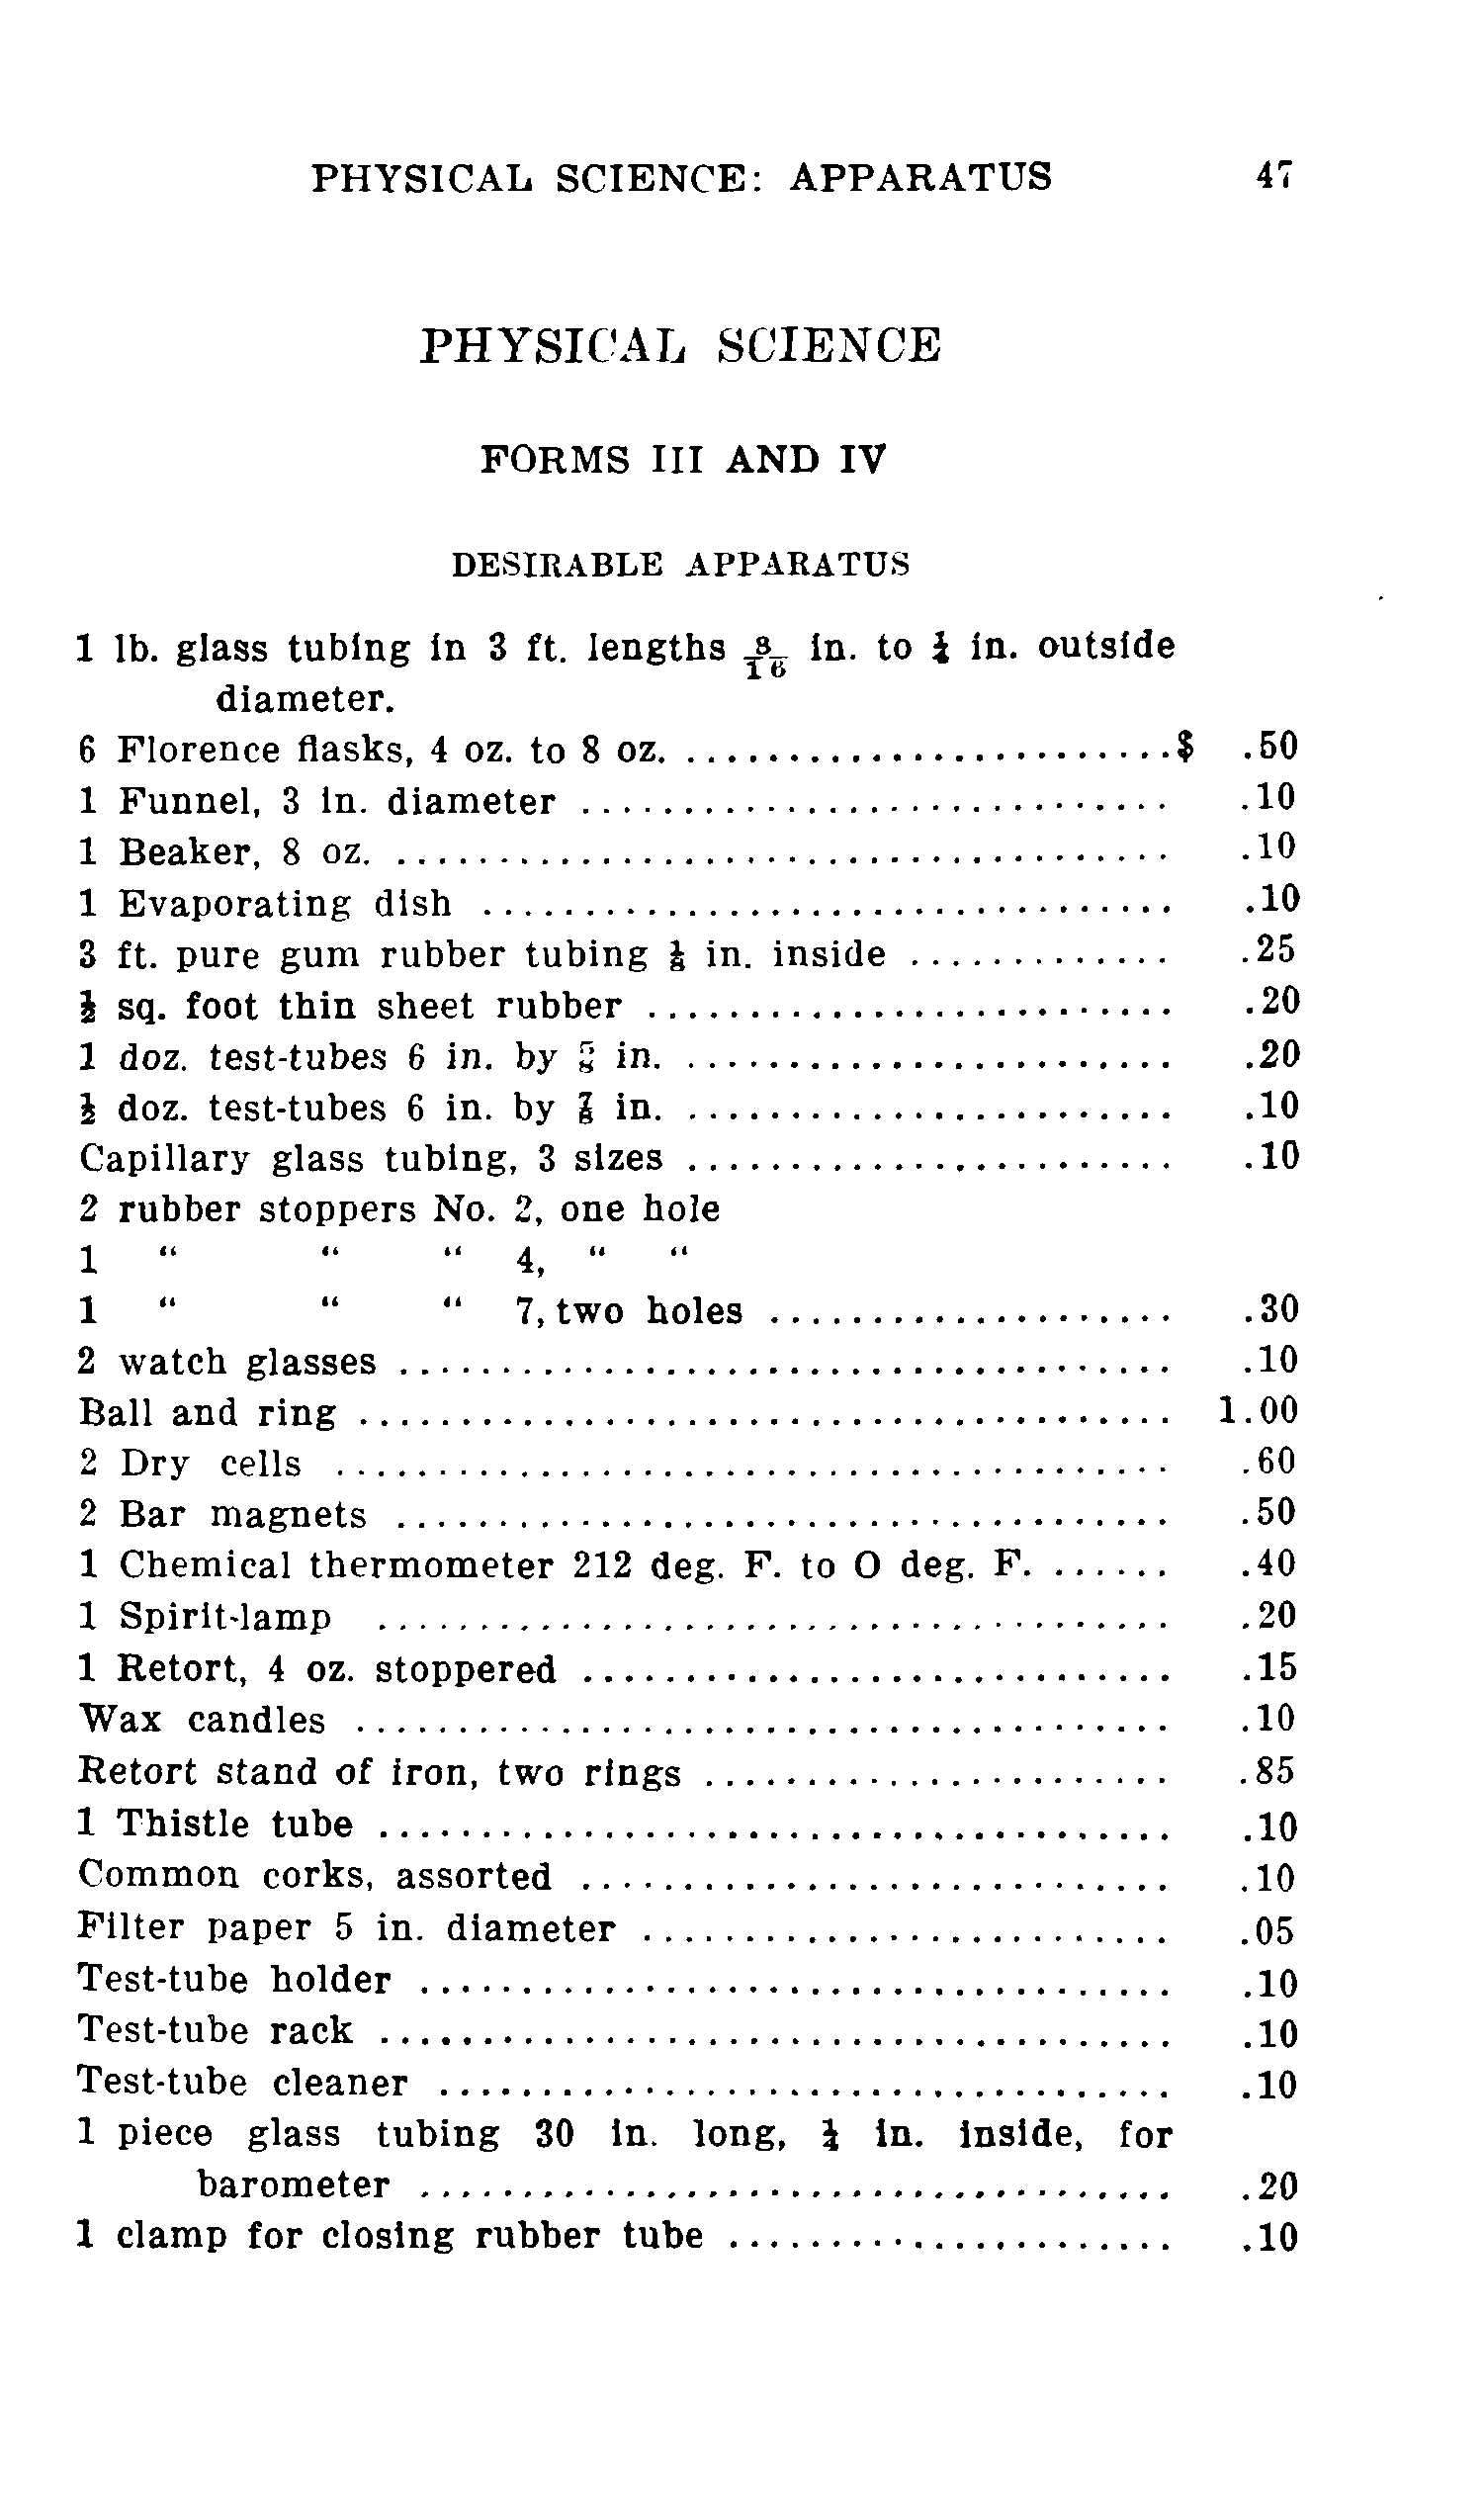 PHYSICAL SCIENCE: APPARATUS 47
PHYSICAL SCIENCE
FORMS III AND IV
DESIRABLE APPARATUS
1 lb. glass tubing in 3 ft. lengths 3/16 in. to ¼ in. outside
diameter.
6 Florence flasks, 4 oz. to 8 oz. ........................$ .50
1 Funnel, 3 in. diameter ............................. .10
1 Beaker, 8 oz. ...................................... .10
1 Evaporating dish .................................. .10
3 ft. pure gum rubber tubing ⅛ in. inside ............. .25
½ sq. foot thin sheet rubber .......................... .20
1 doz. test-tubes 6 in. by ⅝ in. ........................ .20
½ doz. test-tubes 6 in. by ⅞ in. ........................ .10
Capillary glass tubing, 3 sizes ........................ .10
2 rubber stoppers No. 2, one hole
1 “ “ “ 4, “ “
1 “ “ “ 7, two holes .................... .30
2 watch glasses ...................................... .10
Ball and ring ........................................ 1.00
2 Dry cells ......................................... .60
2 Bar magnets ...................................... .50
1 Chemical thermometer 212 deg. F. to O deg. F. ...... .40
1 Spirit-lamp ....................................... .20
1 Retort, 4 oz. stoppered ............................. .15
Wax candles ........................................ .10
Retort stand of iron, two rings ....................... .85
1 Thistle tube ....................................... .10
Common corks, assorted ............................. .10
Filter paper 5 in. diameter .......................... .05
Test-tube holder ..................................... .10
Test-tube rack ....................................... .10
Test-tube cleaner .................................... .10
1 piece glass tubing 30 in. long, ¼ in. inside, for
barometer ..................................... .20
1 clamp for closing rubber tube ...................... .10